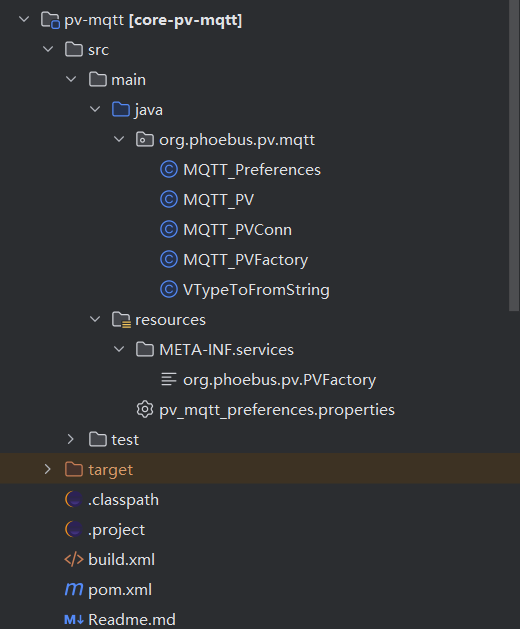 pv-mqtt [core-pv-mqtt]
src
main
java
org.phoebus.pv.mqtt
MQTT_Preferences
MQTT_PV
MQTT_PVConn
MQTT_PVFactory
VTypeToFromString
resources
META-INF.services
org.phoebus.pv.PVFactory
pv_mqtt_preferences.properties
test
target
.classpath
.project
build.xml
pom.xml
Readme.md